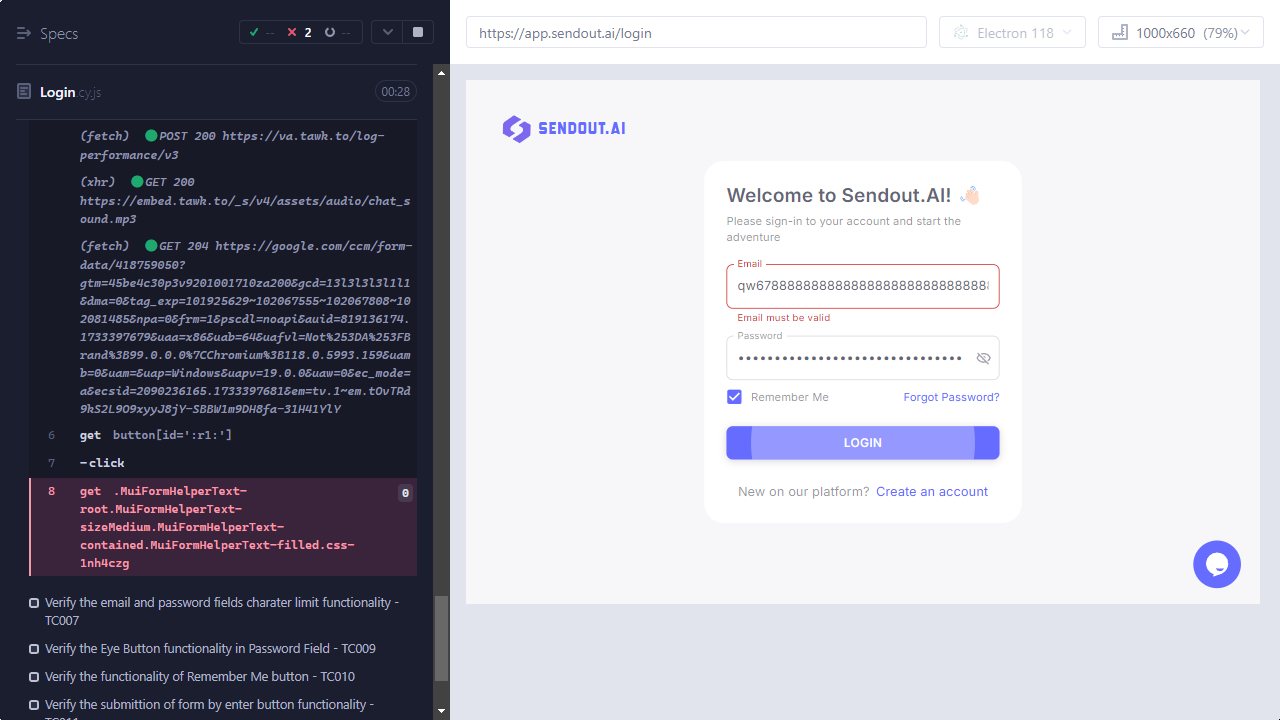 Specs
-- 2 --
Login.cy.js
00:28
(fetch) POST 200 https://va.tawk.to/log-
performance/v3
(xhr) GET 200
https://embed.tawk.to/_s/v4/assets/audio/chat_s
ound.mp3
(fetch) GET 204 https://google.com/ccm/form-
data/418759050?
gtm=45be4c30p3v9201001710za200&gcd=13l3l3l3l1l1
&dma=0&tag_exp=101925629~102067555~102067808~10
2081485&npa=0&frm=1&pscdl=noapi&auid=819136174.
1733397679&uaa=x86&uab=64&uafvl=Not%253DA%253FB
rand%3B99.0.0.0%7CChromium%3B118.0.5993.159&uam
b=0&uam=&uap=Windows&uapv=19.0.0&uaw=0&ec_mode=
a&ecsid=2090236165.1733397681&em=tv.1~em.tOvTRd
9kS2L9O9xyyJ8jY-SBBW1m9DH8fa-31H41YlY
6 get button[id=':r1:']
7 -click
8 get .MuiFormHelperText-
root.MuiFormHelperText-
sizeMedium.MuiFormHelperText-
contained.MuiFormHelperText-filled.css-
1nh4czg
0
Verify the email and password fields charater limit functionality -
TC007
Verify the Eye Button functionality in Password Field - TC009
Verify the functionality of Remember Me button - TC010
Verify the submittion of form by enter button functionality -
TC011
https://app.sendout.ai/login
Electron 118
1000x660 (79%)
SENDOUT.AI
Welcome to Sendout.AI! 👋🏻
Please sign-in to your account and start the
adventure
Email
Email must be valid
Password
Remember Me
Forgot Password?
LOGIN
New on our platform? Create an account